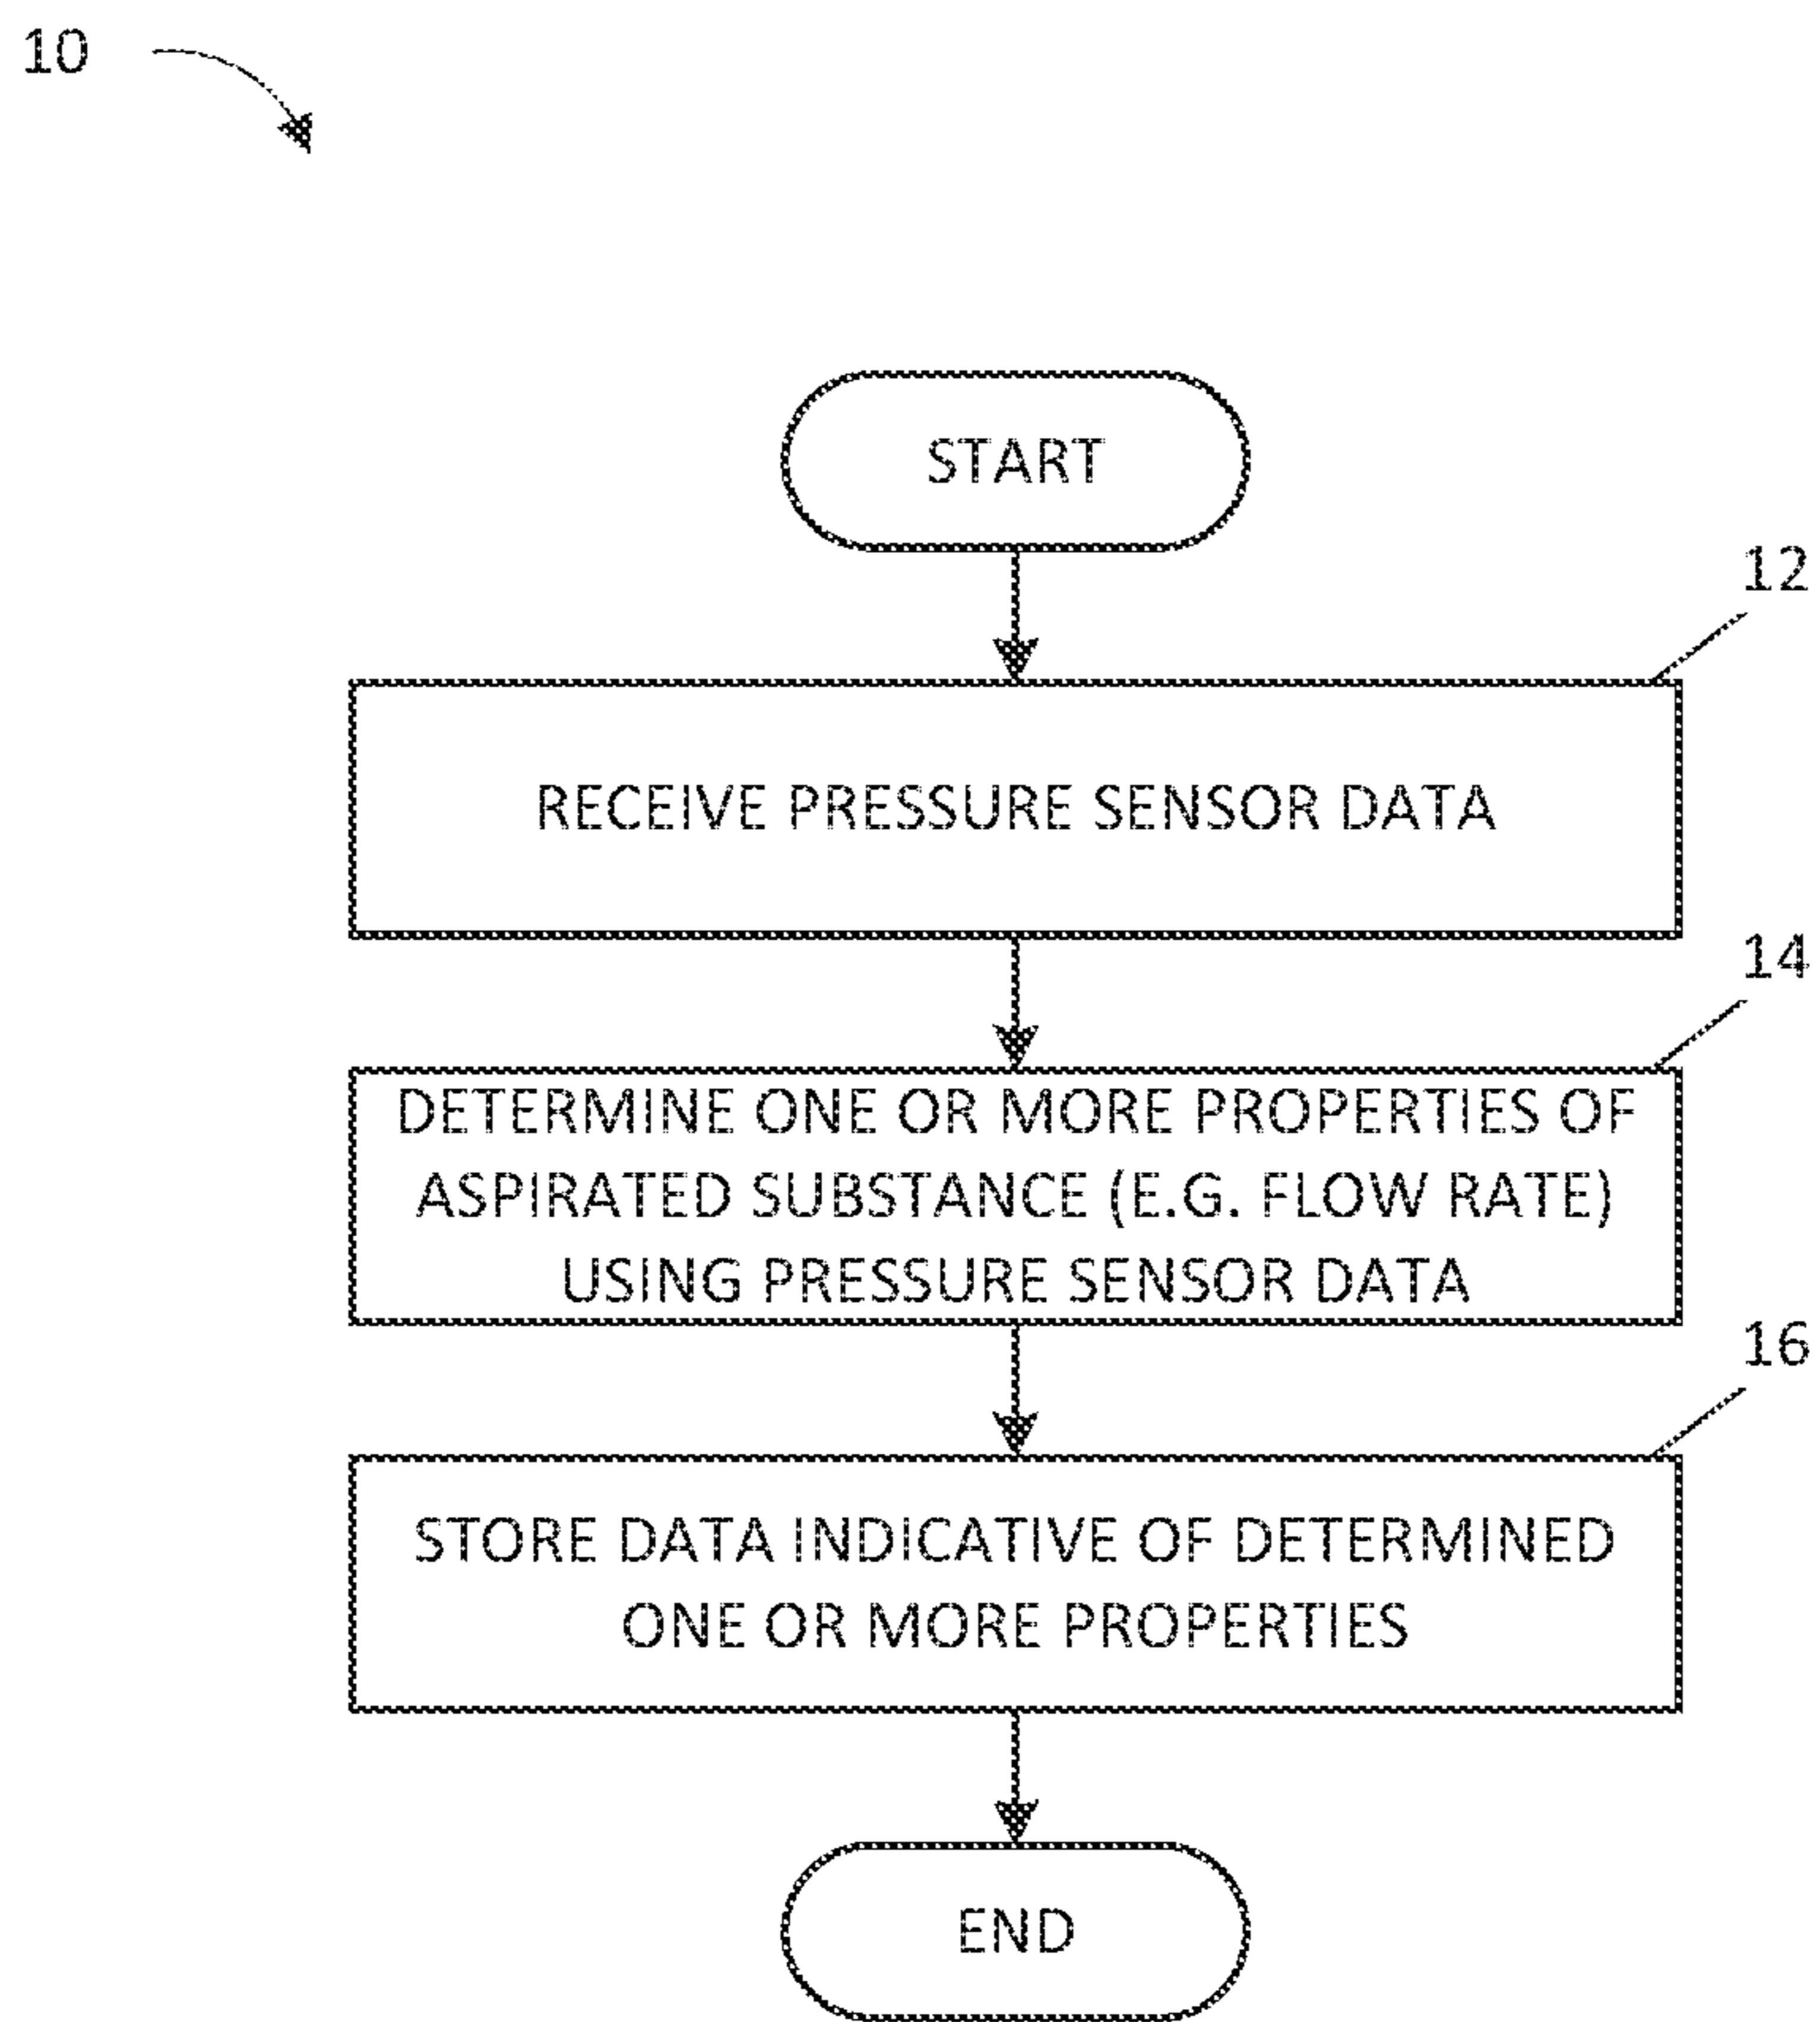 10
START
12
RECEIVE PRESSURE SENSOR DATA
14
DETERMINE ONE OR MORE PROPERTIES OF
ASPIRATED SUBSTANCE (E.G. FLOW RATE)
USING PRESSURE SENSOR DATA
16
STORE DATA INDICATIVE OF DETERMINED
ONE OR MORE PROPERTIES
END